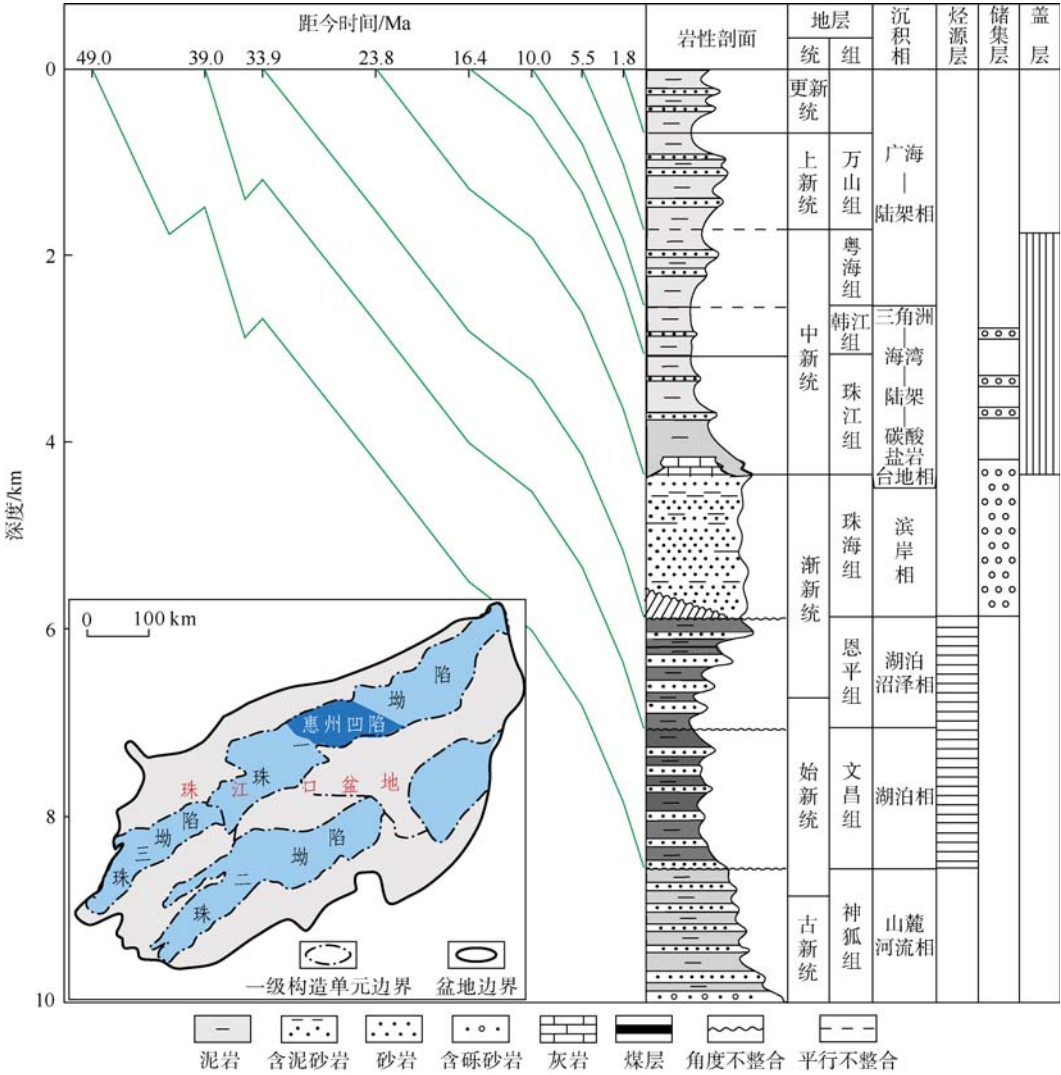 距今时间/Ma
49.0 39.0 33.9 23.8 16.4 10.0 5.5 1.8
岩性剖面
地层
统 组
沉积相
烃源层
储集层
盖层
0
2
4
6
8
10
深度/km
更新统
上新统
中新统
渐新统
始新统
古新统
万山组
粤海组
韩江组
珠江组
珠海组
恩平组
文昌组
神狐组
广海
|
陆架相
三角洲
|
海湾
|
陆架
|
碳酸
盐岩
台地相
滨岸相
湖泊
沼泽相
湖泊相
山麓
河流相
0 100 km
惠州凹陷
珠一坳陷
珠江口盆地
珠三坳陷
珠二坳陷
一级构造单元边界 盆地边界
泥岩 含泥砂岩 砂岩 含砾砂岩 灰岩 煤层 角度不整合 平行不整合